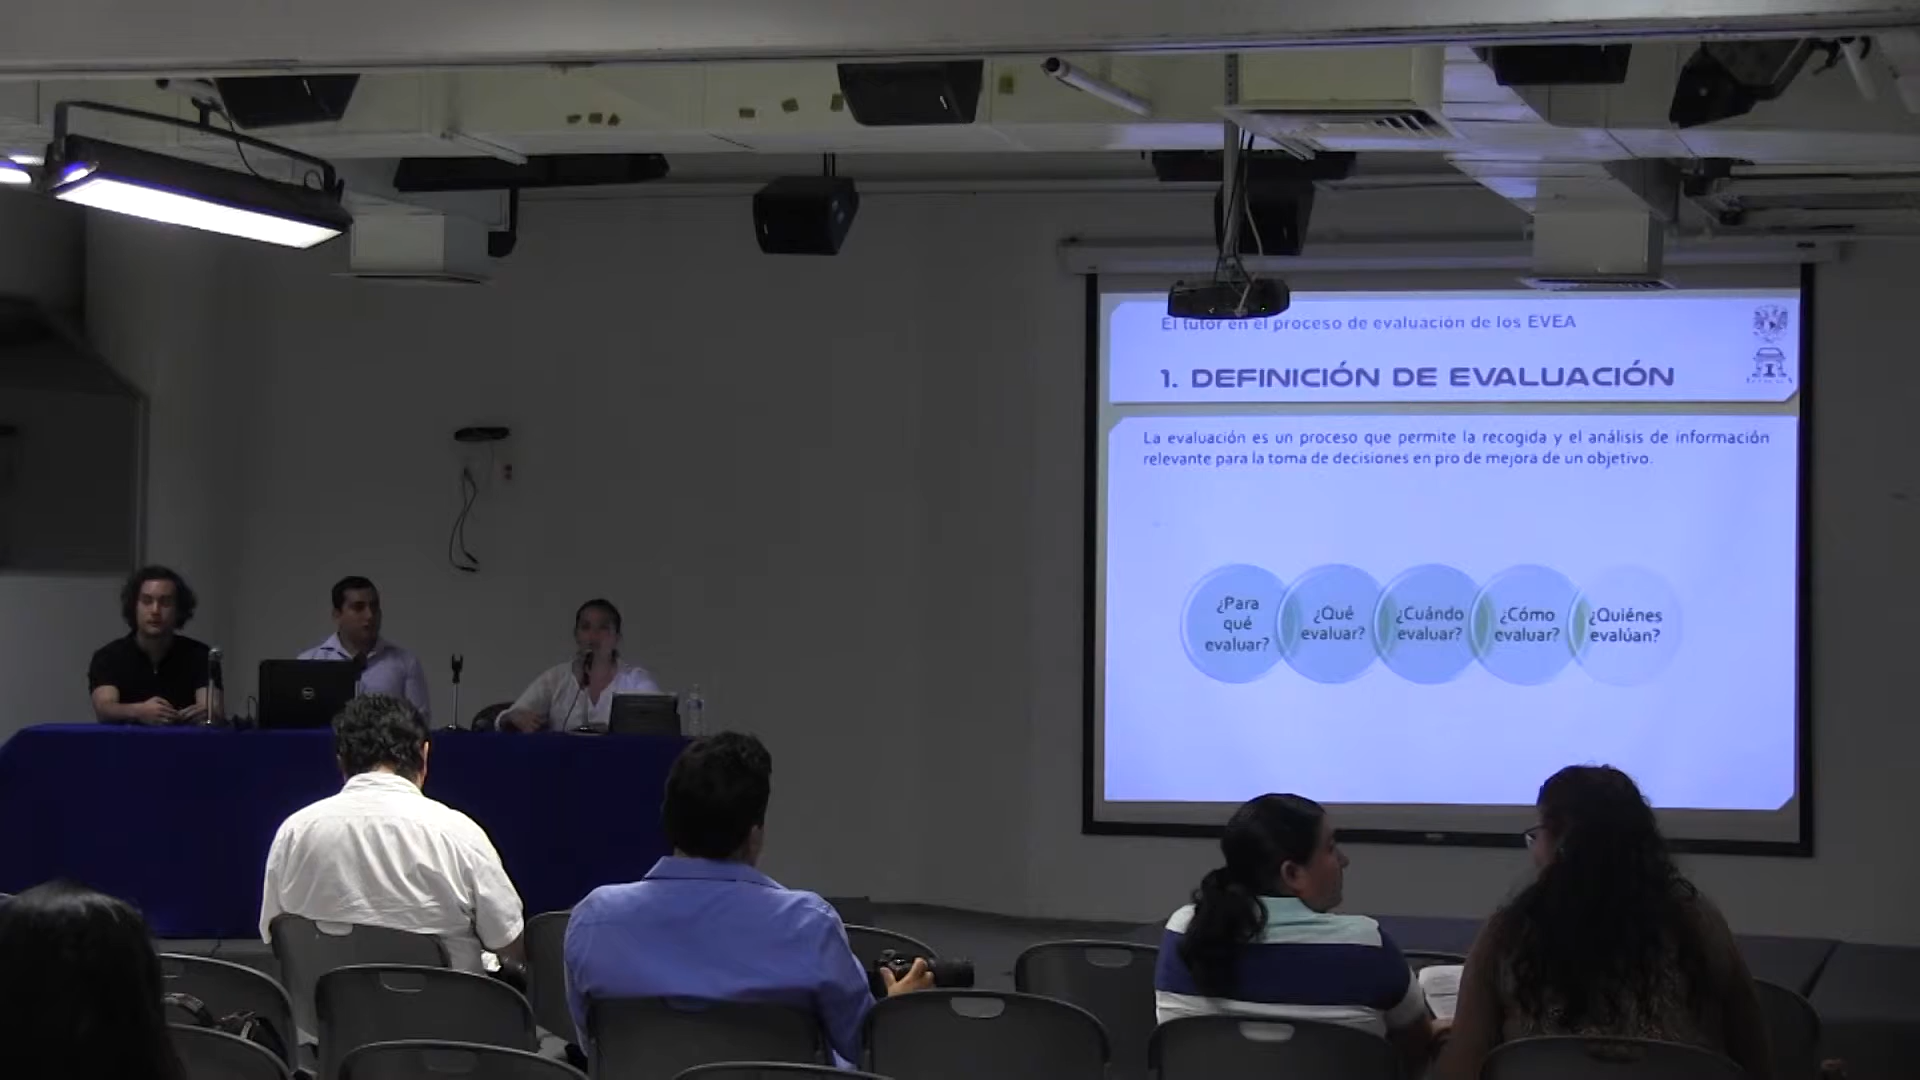 El tutor en el proceso de evaluación de los EVEA
1. DEFINICIÓN DE EVALUACIÓN
La evaluación es un proceso que permite la recogida y el análisis de información
relevante para la toma de decisiones en pro de mejora de un objetivo.
¿Para
qué
evaluar?
¿Qué
evaluar?
¿Cuándo
evaluar?
¿Cómo
evaluar?
¿Quiénes
evalúan?
DELL